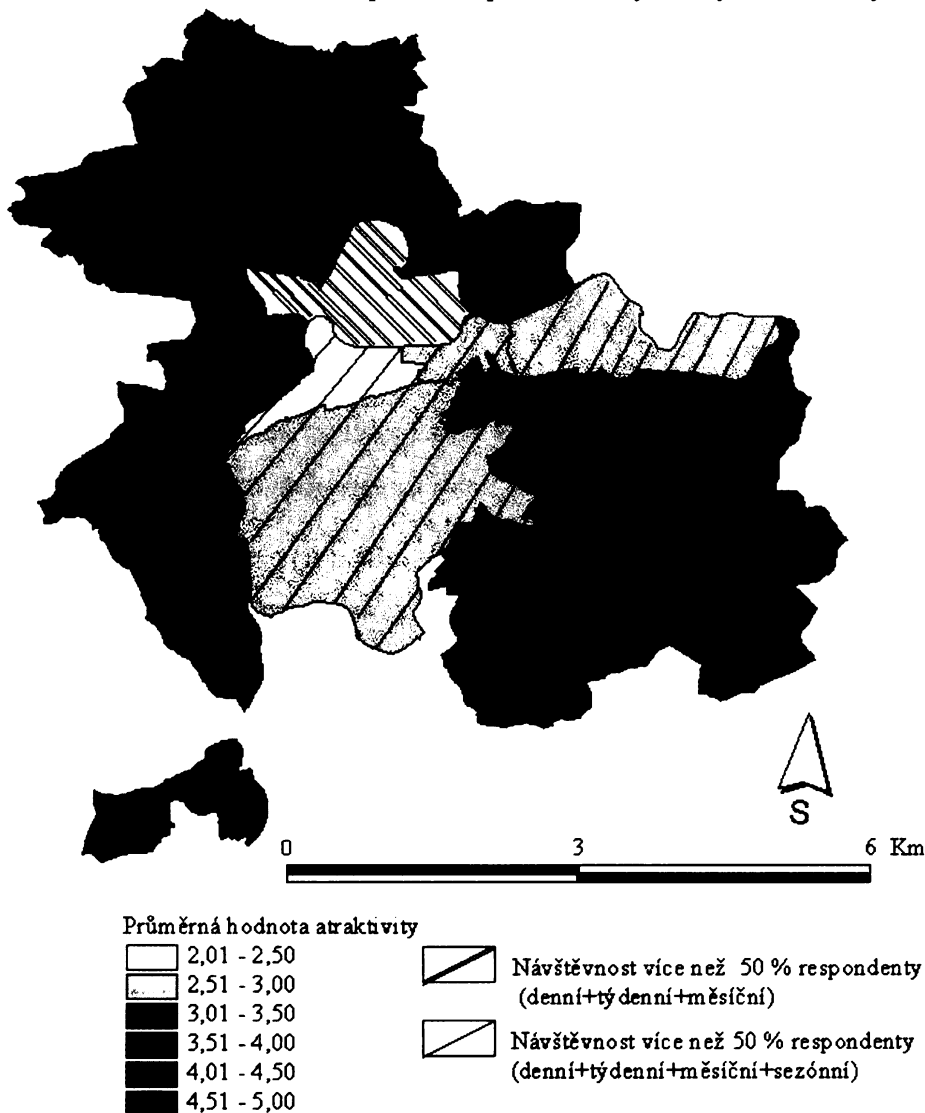 S
0 3 6 Km
Průměrná hodnota atraktivity
2,01 - 2,50
2,51 - 3,00
3,01 - 3,50
3,51 - 4,00
4,01 - 4,50
4,51 - 5,00
Návštěvnost více než 50 % respondenty
(denní+týdenní+měsíční)
Návštěvnost více než 50 % respondenty
(denní+týdenní+měsíční+sezónní)